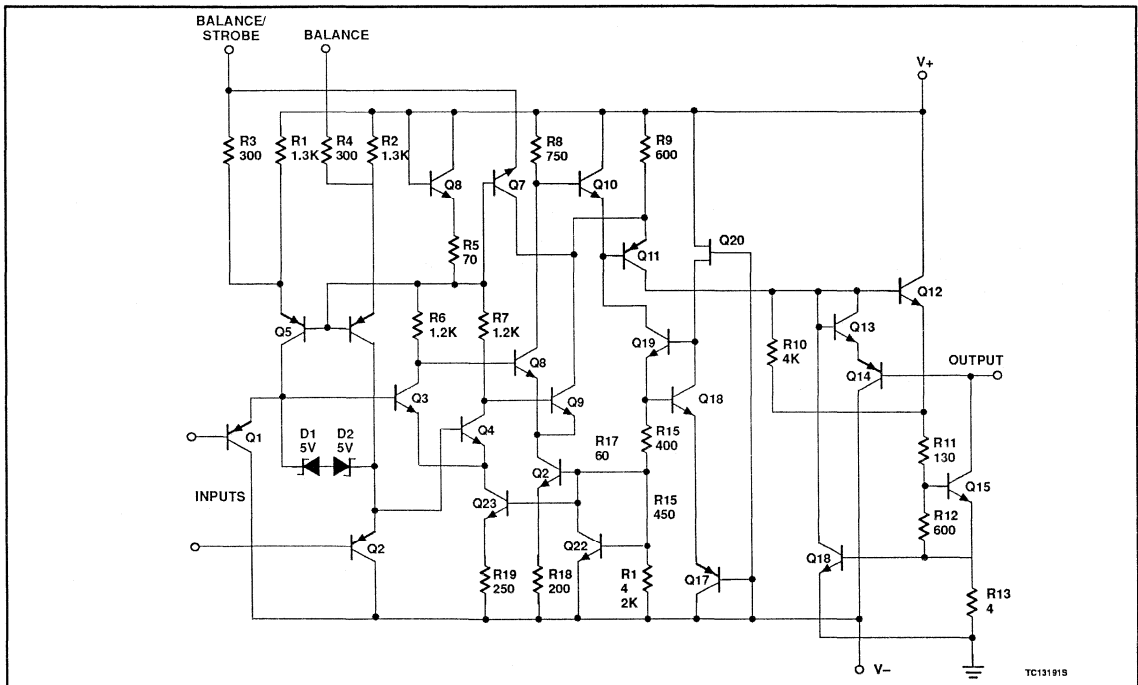 BALANCE/
STROBE
BALANCE
V+
R3
300
R1
1.3K
R4
300
R2
1.3K
Q8
Q7
R8
750
Q10
R9
600
R5
70
Q11
Q20
Q12
Q5
R6
1.2K
R7
1.2K
Q19
R10
4K
Q13
Q14
OUTPUT
Q8
Q3
Q9
Q18
Q1
D1
5V
D2
5V
Q4
R17
60
R15
400
R11
130
Q2
Q15
INPUTS
Q23
R15
450
R12
600
Q2
Q22
Q18
R19
250
R18
200
R1
4
2K
Q17
R13
4
V–
TC13191S